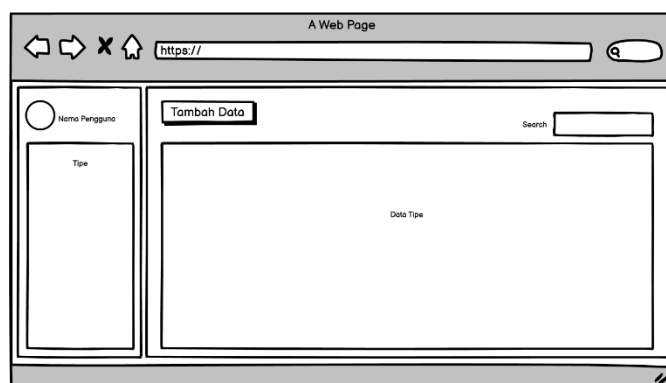 A Web Page
https://
Nama Pengguna
Tambah Data
Search
Tipe
Data Tipe